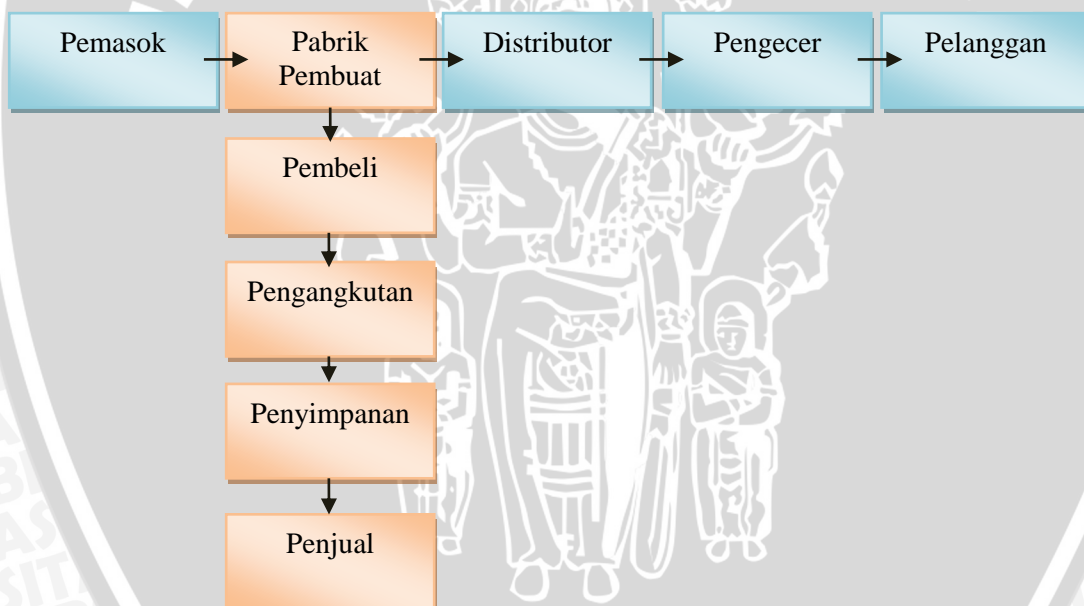 Pemasok
Pabrik
Pembuat
Distributor
Pengecer
Pelanggan
Pembeli
Pengangkutan
Penyimpanan
Penjual